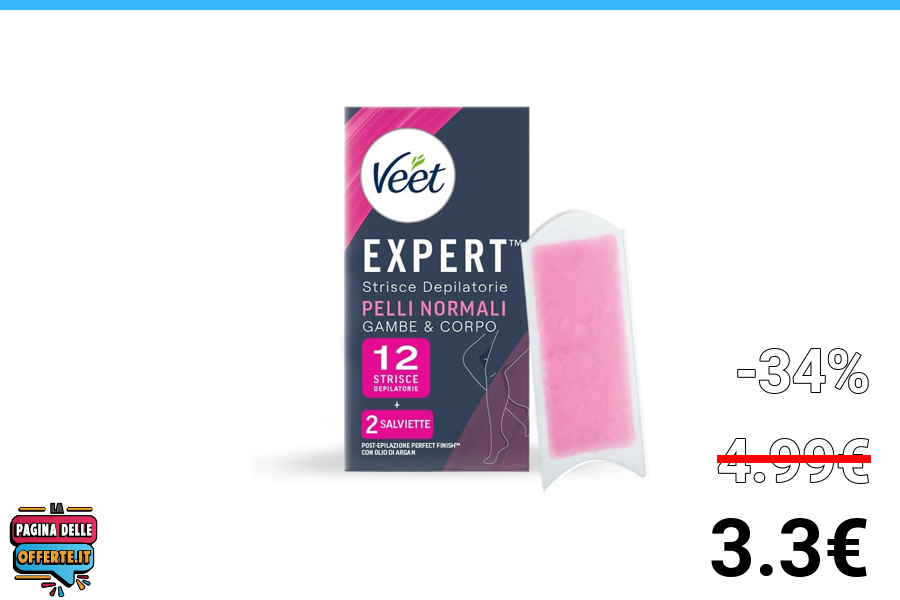 Veet
EXPERT™
Strisce Depilatorie
PELLI NORMALI
GAMBE & CORPO
12
STRISCE
DEPILATORIE
+
2 SALVIETTE
POST-EPILAZIONE PERFECT FINISH™
CON OLIO DI ARGAN
-34%
4.99€
3.3€
LA
PAGINA DELLE
OFFERTE.IT